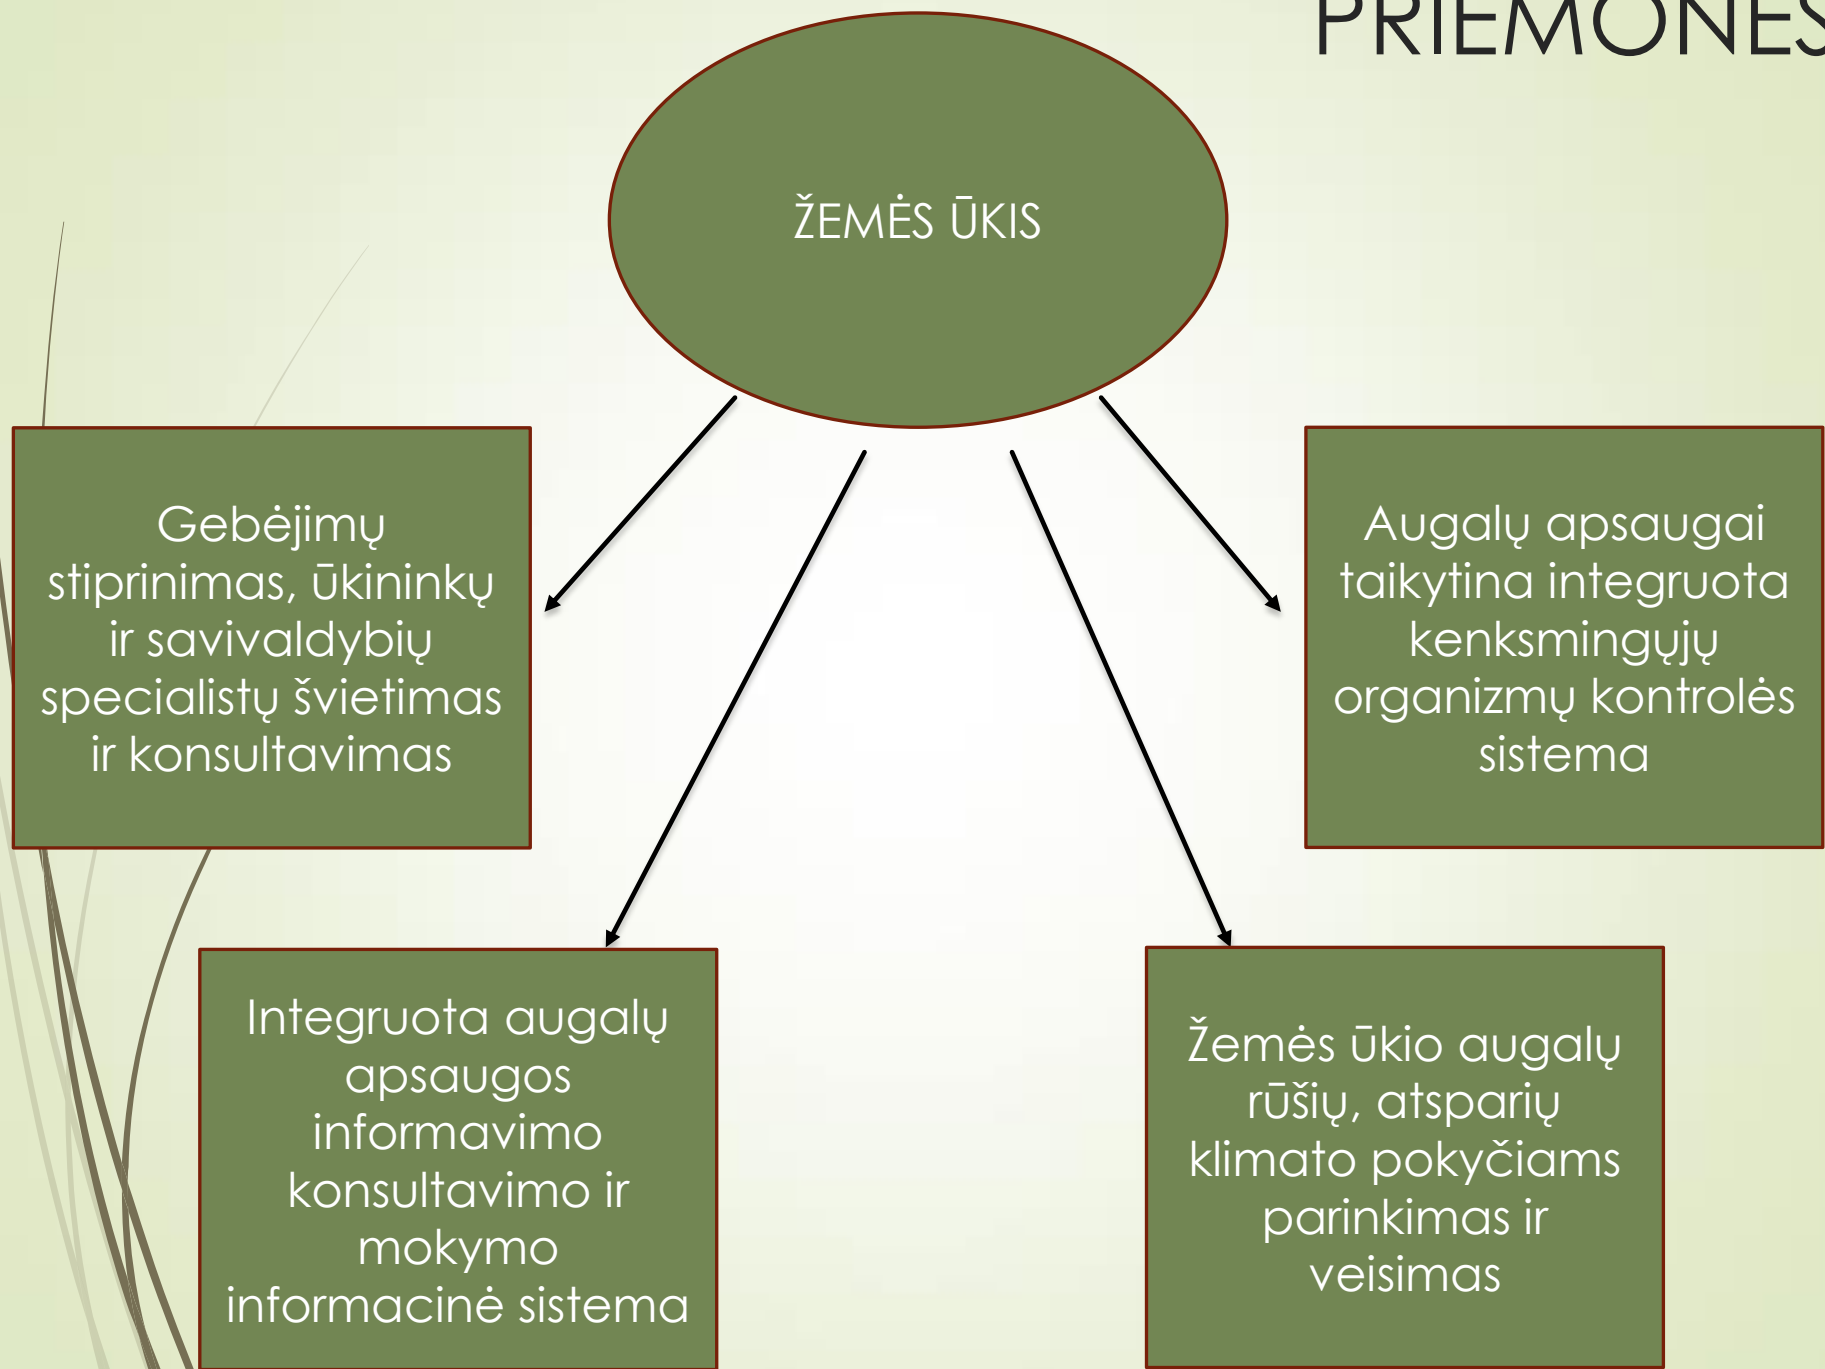 PRIEMONĖS
ŽEMĖS ŪKIS
Gebėjimų
stiprinimas, ūkininkų
ir savivaldybių
specialistų švietimas
ir konsultavimas
Augalų apsaugai
taikytina integruota
kenksmingųjų
organizmų kontrolės
sistema
Integruota augalų
apsaugos
informavimo
konsultavimo ir
mokymo
informacinė sistema
Žemės ūkio augalų
rūšių, atsparių
klimato pokyčiams
parinkimas ir
veisimas